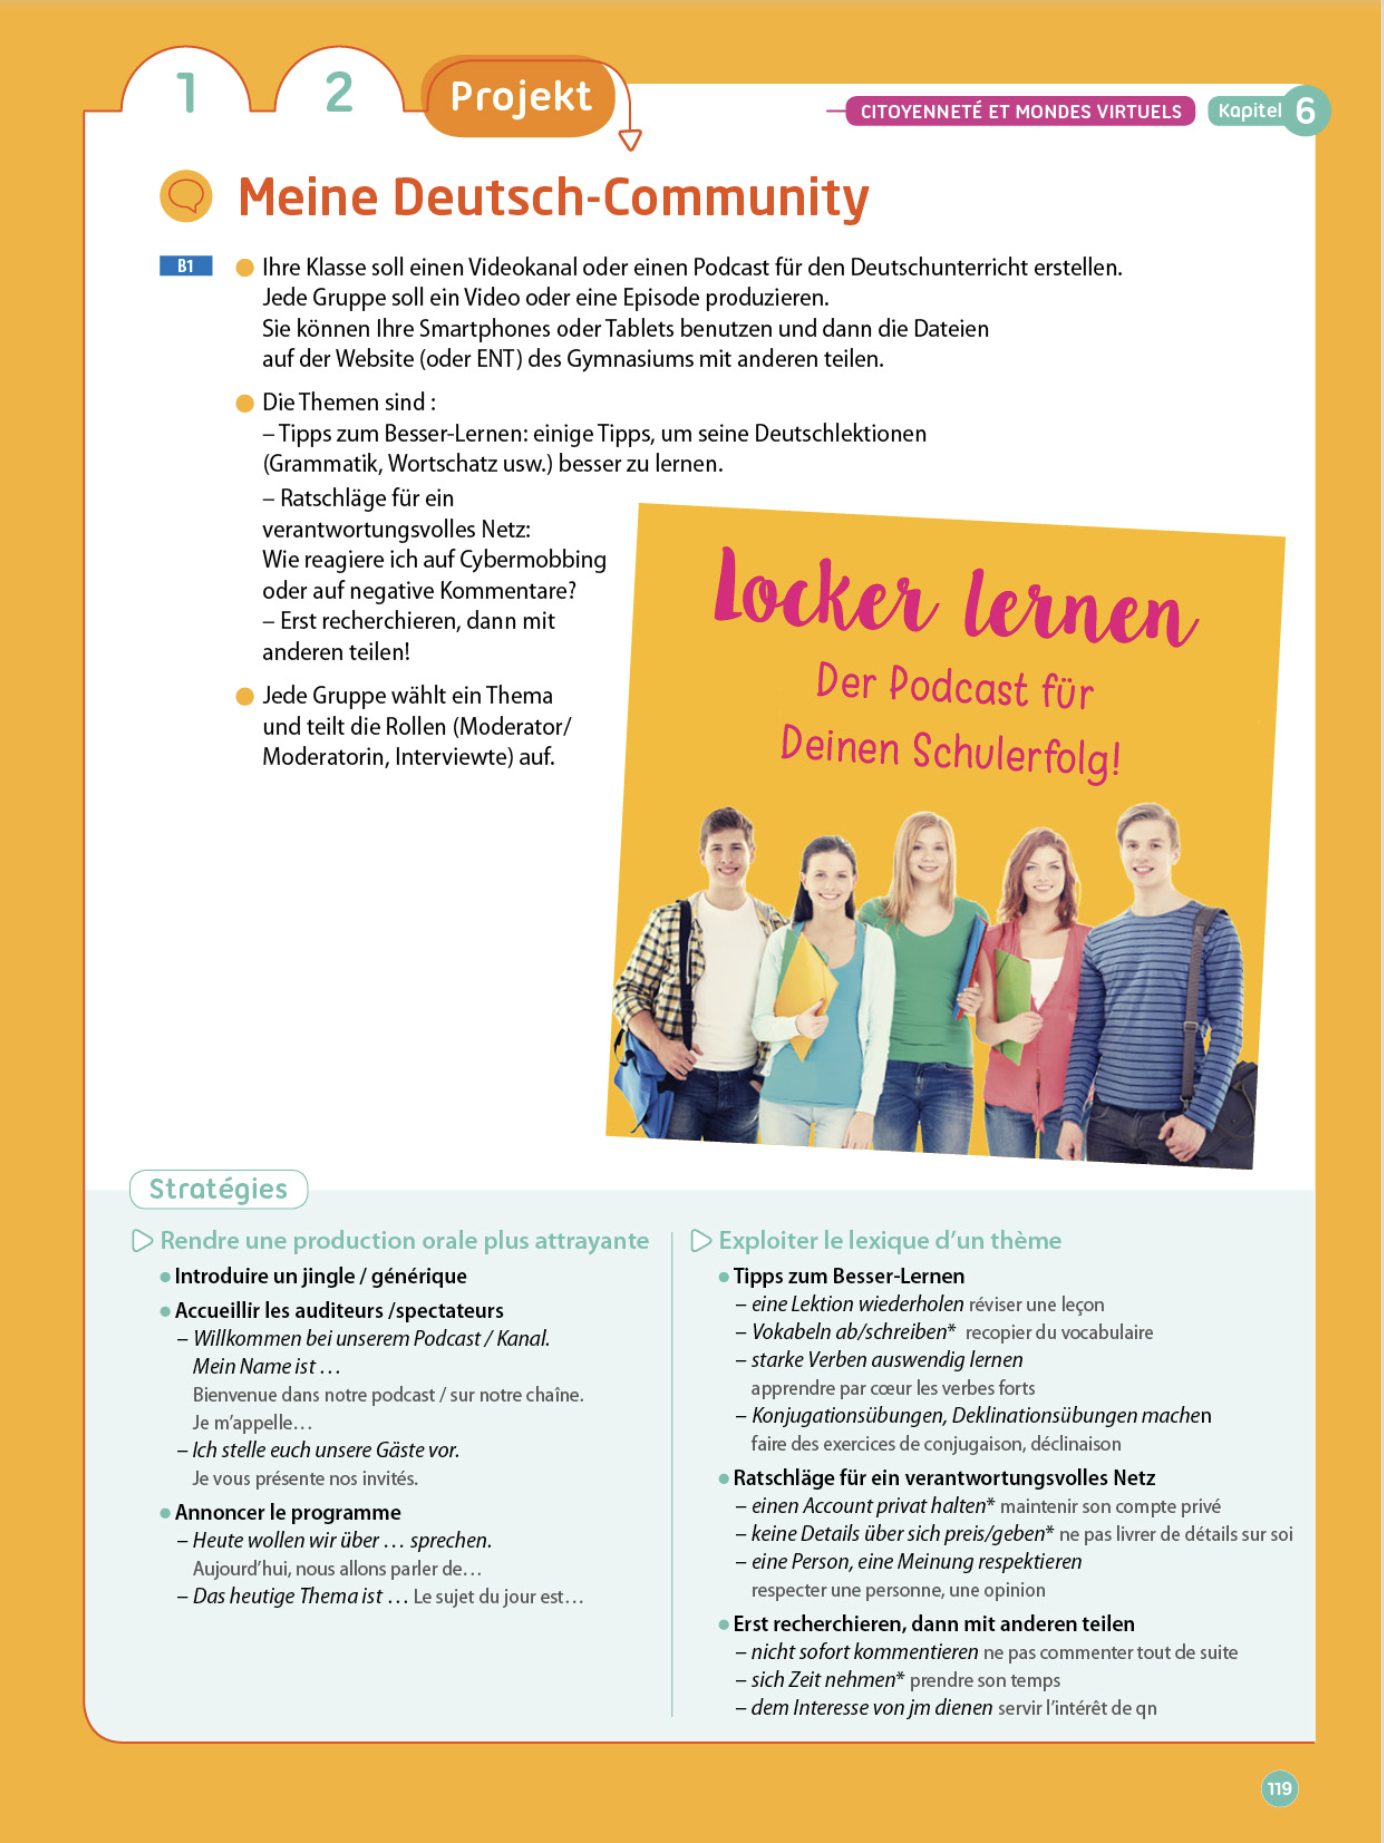 1
2
Projekt
CITOYENNETÉ ET MONDES VIRTUELS
Kapitel 6
Meine Deutsch-Community
B1
Ihre Klasse soll einen Videokanal oder einen Podcast für den Deutschunterricht erstellen.
Jede Gruppe soll ein Video oder eine Episode produzieren.
Sie können Ihre Smartphones oder Tablets benutzen und dann die Dateien
auf der Website (oder ENT) des Gymnasiums mit anderen teilen.
Die Themen sind :
– Tipps zum Besser-Lernen: einige Tipps, um seine Deutschlektionen
(Grammatik, Wortschatz usw.) besser zu lernen.
– Ratschläge für ein
verantwortungsvolles Netz:
Wie reagiere ich auf Cybermobbing
oder auf negative Kommentare?
– Erst recherchieren, dann mit
anderen teilen!
Jede Gruppe wählt ein Thema
und teilt die Rollen (Moderator/
Moderatorin, Interviewte) auf.
Locker lernen
Der Podcast für
Deinen Schulerfolg!
Stratégies
Rendre une production orale plus attrayante
Introduire un jingle / générique
Accueillir les auditeurs /spectateurs
– Willkommen bei unserem Podcast / Kanal.
Mein Name ist …
Bienvenue dans notre podcast / sur notre chaîne.
Je m'appelle…
– Ich stelle euch unsere Gäste vor.
Je vous présente nos invités.
Annoncer le programme
– Heute wollen wir über … sprechen.
Aujourd'hui, nous allons parler de…
– Das heutige Thema ist … Le sujet du jour est…
Exploiter le lexique d'un thème
Tipps zum Besser-Lernen
– eine Lektion wiederholen réviser une leçon
– Vokabeln ab/schreiben* recopier du vocabulaire
– starke Verben auswendig lernen
apprendre par cœur les verbes forts
– Konjugationsübungen, Deklinationsübungen machen
faire des exercices de conjugaison, déclinaison
Ratschläge für ein verantwortungsvolles Netz
– einen Account privat halten* maintenir son compte privé
– keine Details über sich preis/geben* ne pas livrer de détails sur soi
– eine Person, eine Meinung respektieren
respecter une personne, une opinion
Erst recherchieren, dann mit anderen teilen
– nicht sofort kommentieren ne pas commenter tout de suite
– sich Zeit nehmen* prendre son temps
– dem Interesse von jm dienen servir l'intérêt de qn
119